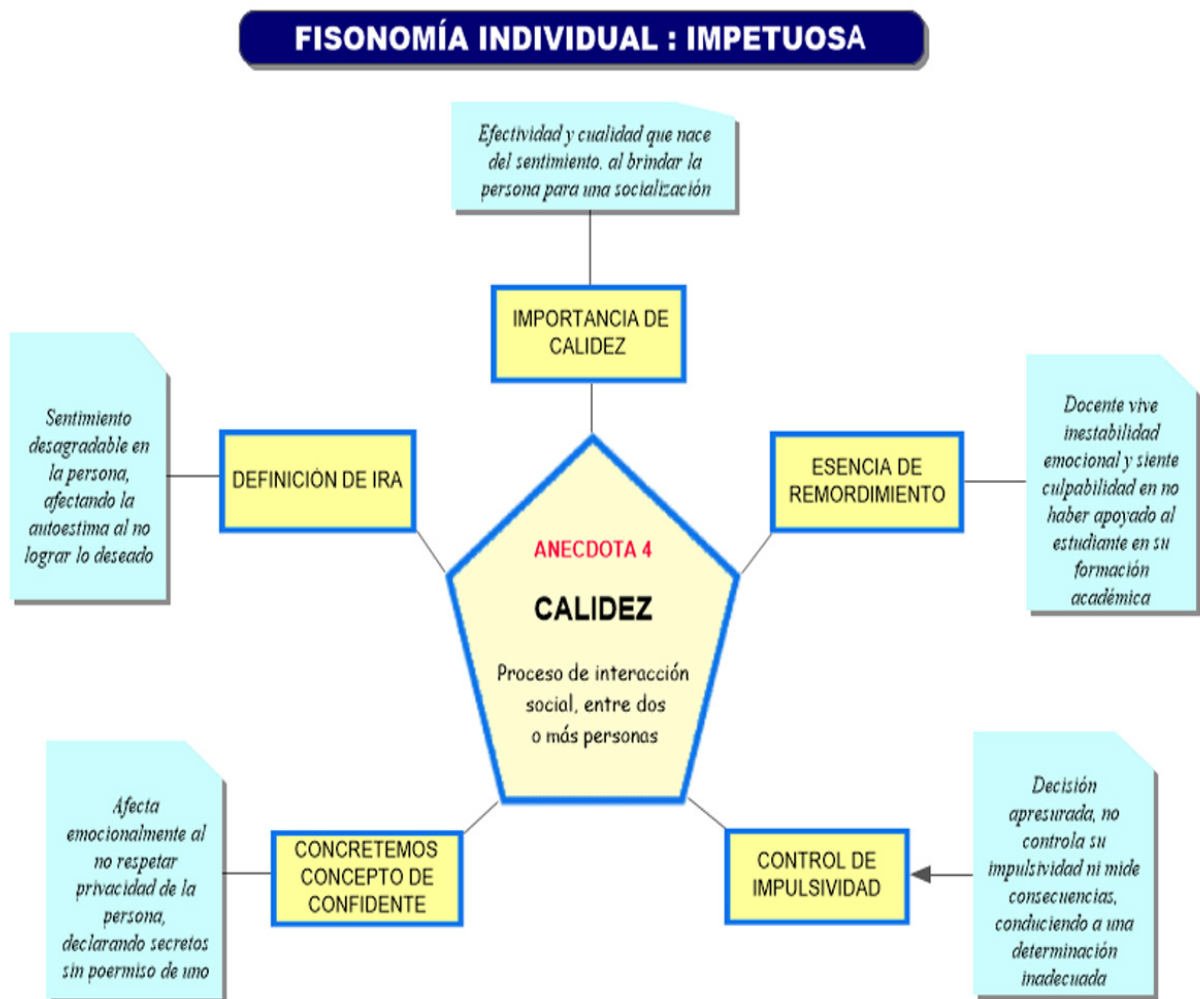 FISONOMÍA INDIVIDUAL : IMPETUOSA
Efectividad y cualidad que nace
del sentimiento. al brindar la
persona para una socialización
IMPORTANCIA DE
CALIDEZ
Sentimiento
desagradable en
la persona,
afectando la
autoestima al no
lograr lo deseado
DEFINICIÓN DE IRA
ESENCIA DE
REMORDIMIENTO
Docente vive
inestabilidad
emocional y siente
culpabilidad en no
haber apoyado al
estudiante en su
formación
académica
ANECDOTA 4
CALIDEZ
Proceso de interacción
social, entre dos
o más personas
Afecta
emocionalmente al
no respetar
privacidad de la
persona,
declarando secretos
sin poermiso de uno
CONCRETEMOS
CONCEPTO DE
CONFIDENTE
CONTROL DE
IMPULSIVIDAD
Decisión
apresurada, no
controla su
impulsividad ni mide
consecuencias,
conduciendo a una
determinación
inadecuada